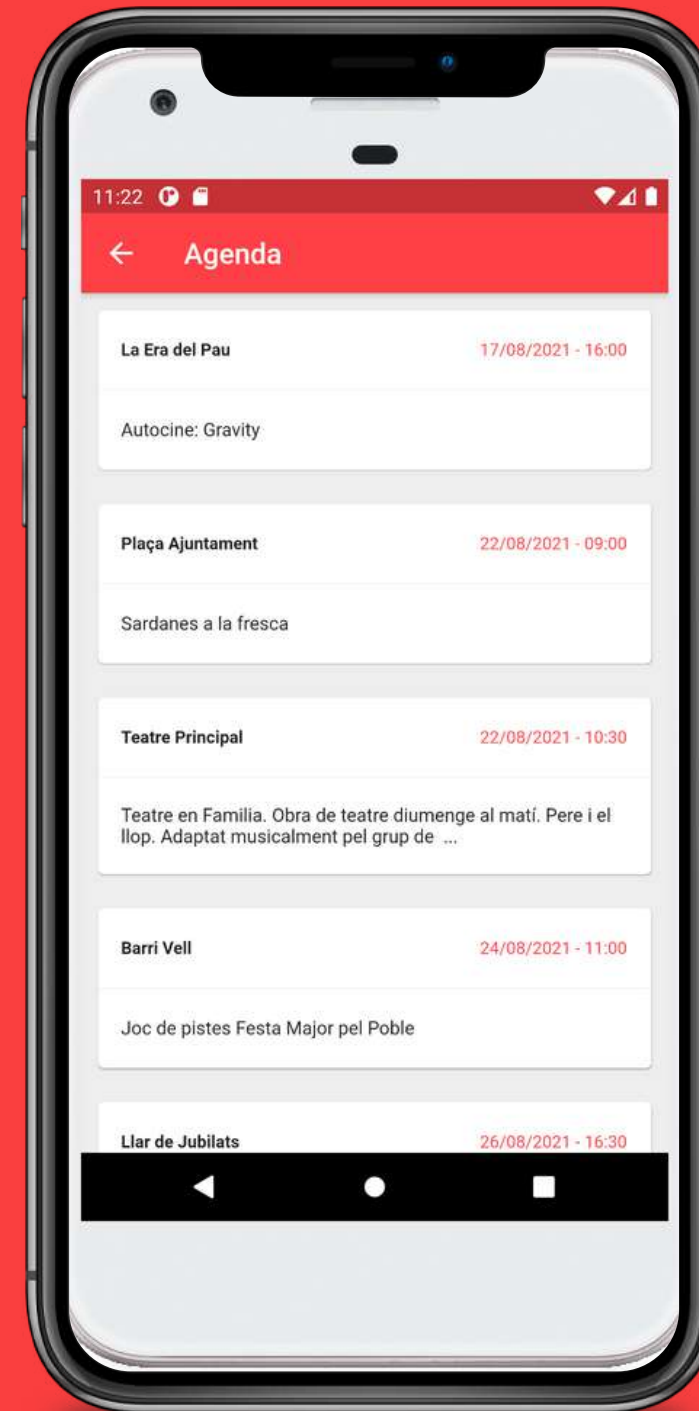 11:22
Agenda
La Era del Pau 17/08/2021 - 16:00
Autocine: Gravity
Plaça Ajuntament 22/08/2021 - 09:00
Sardanes a la fresca
Teatre Principal 22/08/2021 - 10:30
Teatre en Familia. Obra de teatre diumenge al matí. Pere i el
llop. Adaptat musicalment pel grup de ...
Barri Vell 24/08/2021 - 11:00
Joc de pistes Festa Major pel Poble
Llar de Jubilats 26/08/2021 - 16:30